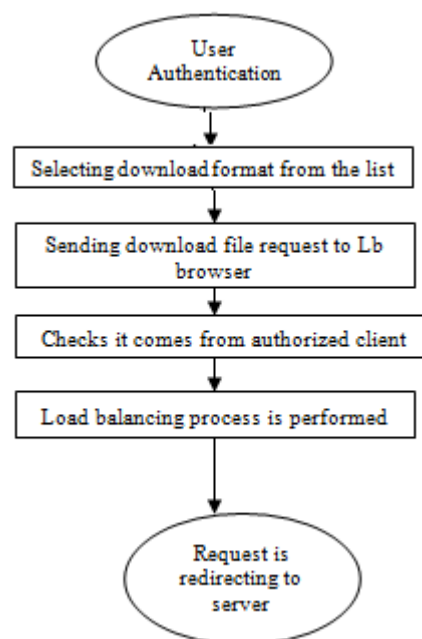 User
Authentication
Selecting download format from the list
Sending download file request to Lb
browser
Checks it comes from authorized client
Load balancing process is performed
Request is
redirecting to
server